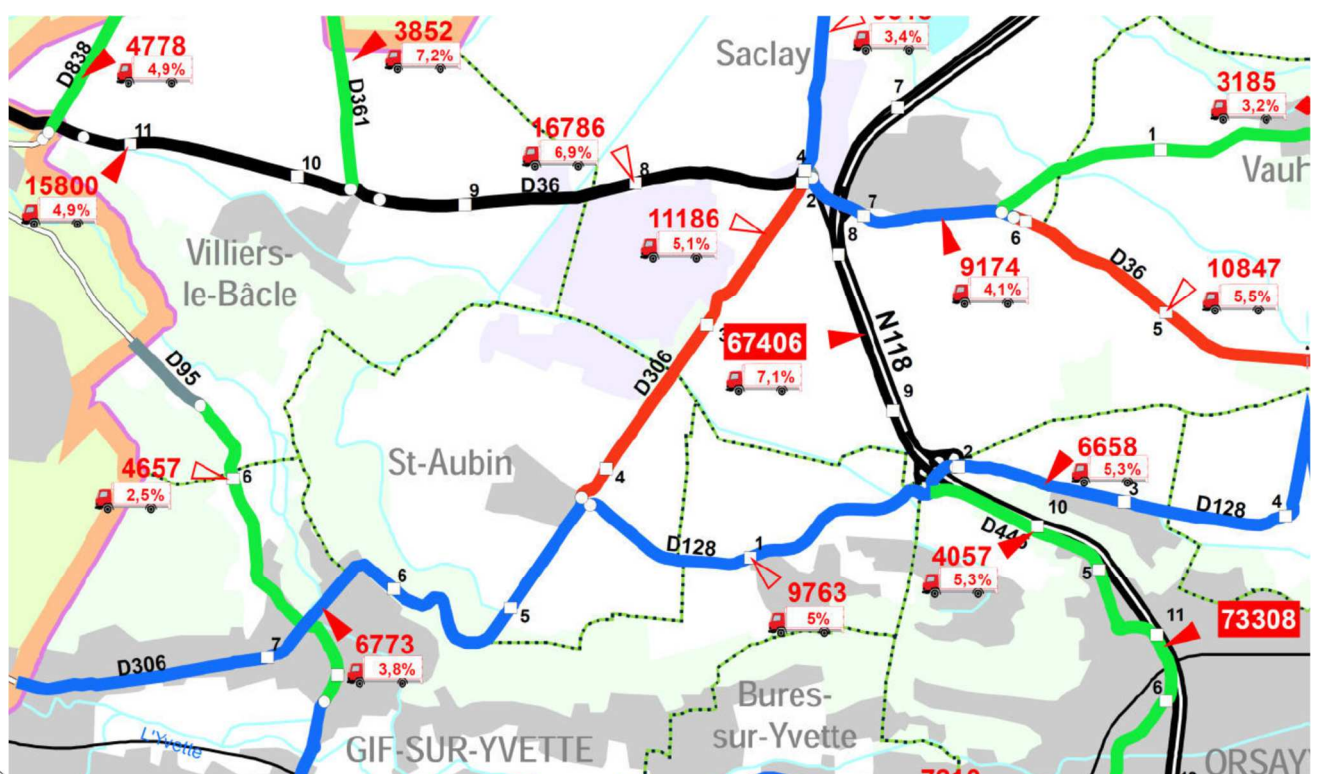 4778
4,9%
D838
3852
7,2%
D361
3,4%
Saclay
7
3185
3,2%
1
Vauh
11
16786
6,9%
10
8
4
9
D36
2
7
8
6
15800
4,9%
11186
5,1%
Villiers-
le-Bâcle
9174
4,1%
D36
10847
5,5%
5
N118
67406
7,1%
D306
D95
9
St-Aubin
4
4657
2,5%
6
2
6658
5,3%
3
D128
4
10
D128
1
4057
5,3%
5
9763
5%
6
5
11
73308
6773
3,8%
7
D306
6
Bures-
sur-Yvette
L'Yvette
GIF-SUR-YVETTE
ORSAY